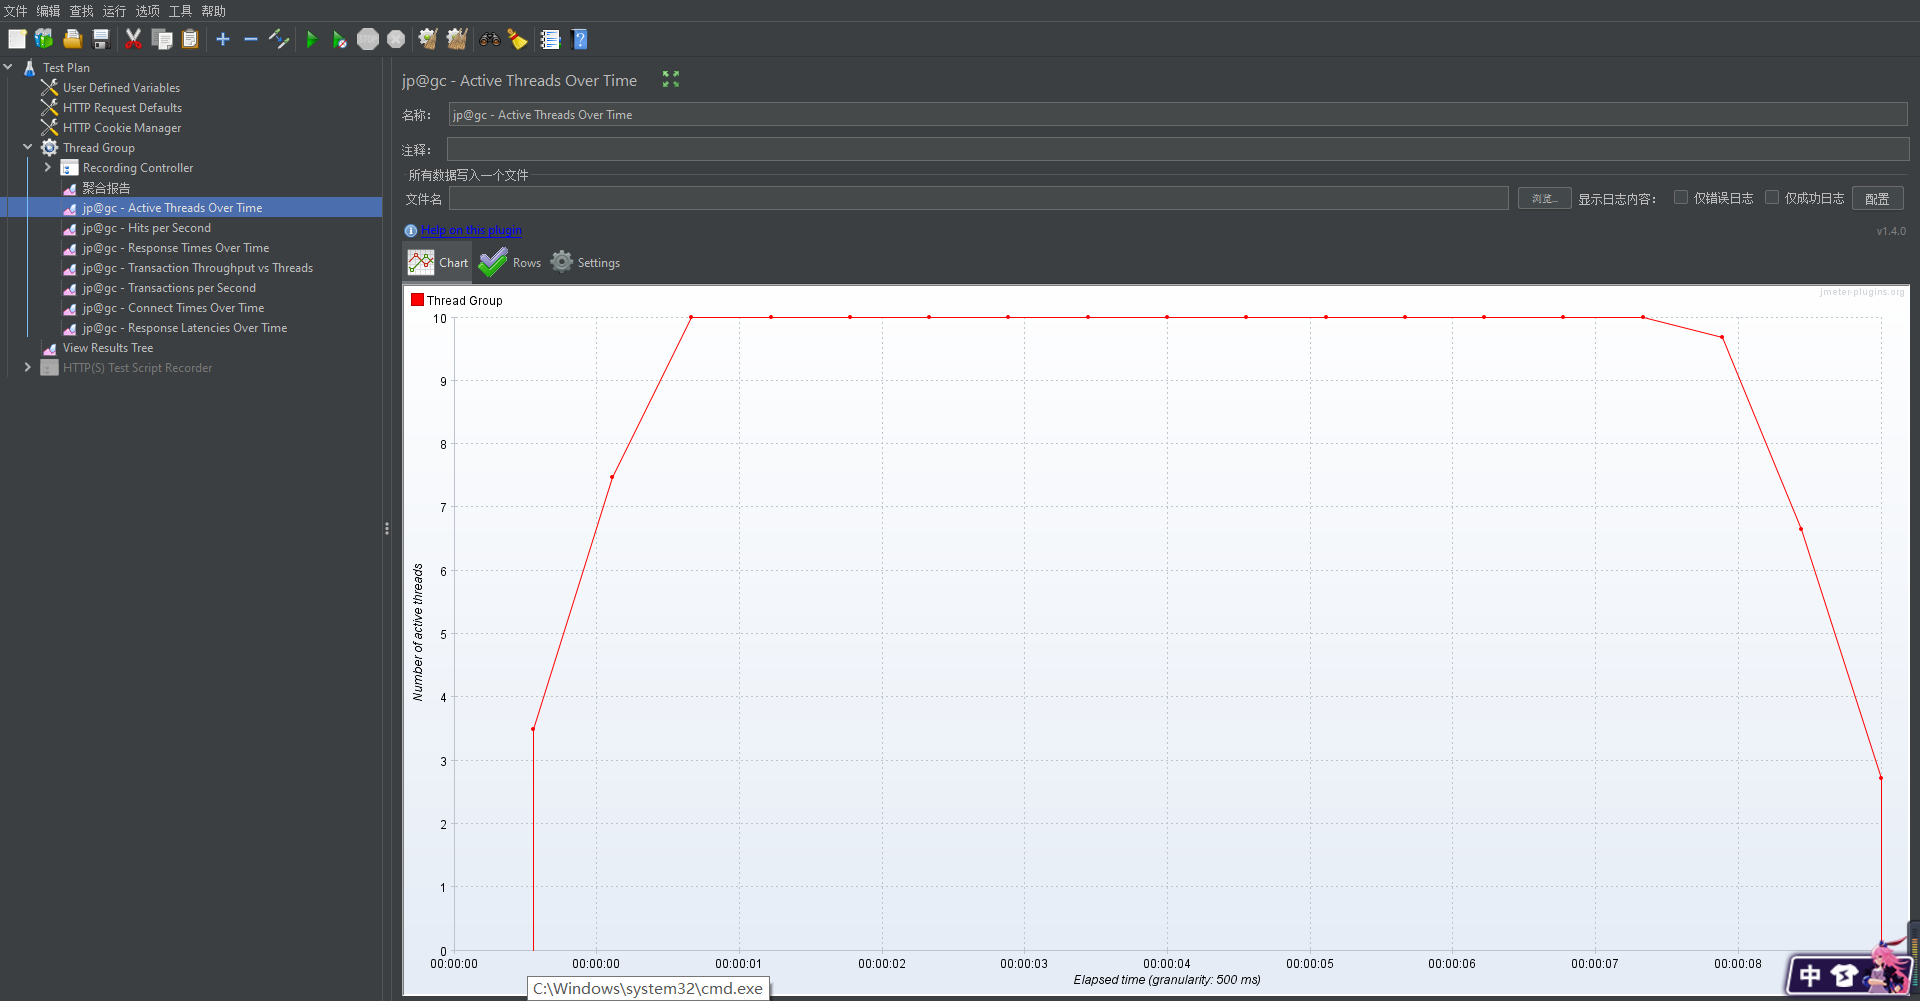 文件 编辑 查找 运行 选项 工具 帮助
Test Plan
User Defined Variables
HTTP Request Defaults
HTTP Cookie Manager
Thread Group
Recording Controller
聚合报告
jp@gc - Active Threads Over Time
jp@gc - Hits per Second
jp@gc - Response Times Over Time
jp@gc - Transaction Throughput vs Threads
jp@gc - Transactions per Second
jp@gc - Connect Times Over Time
jp@gc - Response Latencies Over Time
View Results Tree
HTTP(S) Test Script Recorder
jp@gc - Active Threads Over Time
名称： jp@gc - Active Threads Over Time
注释：
所有数据写入一个文件
文件名 浏览... 显示日志内容： 仅错误日志 仅成功日志 配置
Help on this plugin v1.4.0
Chart Rows Settings
Thread Group jmeter-plugins.org
10
9
8
7
6
5
4
3
2
1
0
Number of active threads
00:00:00 00:00:00 00:00:01 00:00:02 00:00:03 00:00:04 00:00:05 00:00:06 00:00:07 00:00:08
Elapsed time (granularity: 500 ms)
C:\Windows\system32\cmd.exe
中